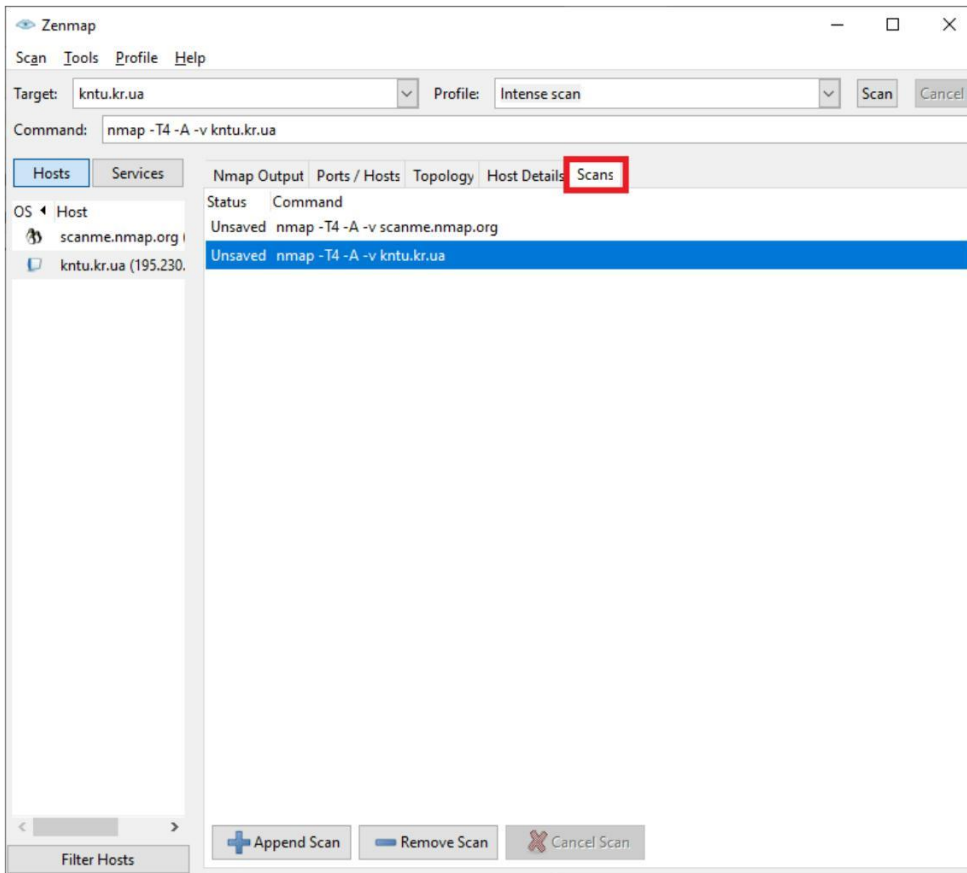 Zenmap
Scan Tools Profile Help
Target: kntu.kr.ua Profile: Intense scan Scan Cancel
Command: nmap -T4 -A -v kntu.kr.ua
Hosts Services
OS Host
scanme.nmap.org (
kntu.kr.ua (195.230.
Filter Hosts
Nmap Output Ports / Hosts Topology Host Details Scans
Status Command
Unsaved nmap -T4 -A -v scanme.nmap.org
Unsaved nmap -T4 -A -v kntu.kr.ua
Append Scan Remove Scan Cancel Scan